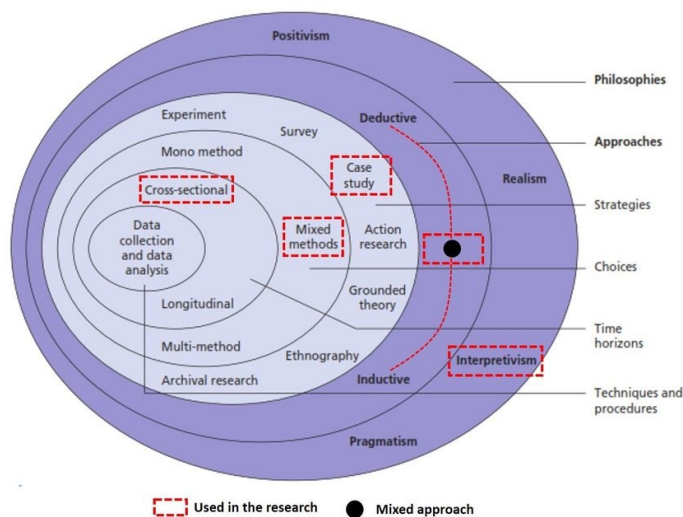 Positivism
Philosophies
Experiment
Survey
Deductive
Approaches
Mono method
Case
study
Realism
Cross-sectional
Strategies
Data
collection
and data
analysis
Mixed
methods
Action
research
Choices
Grounded
theory
Longitudinal
Time
horizons
Multi-method
Ethnography
Interpretivism
Archival research
Inductive
Techniques and
procedures
Pragmatism
Used in the research
Mixed approach